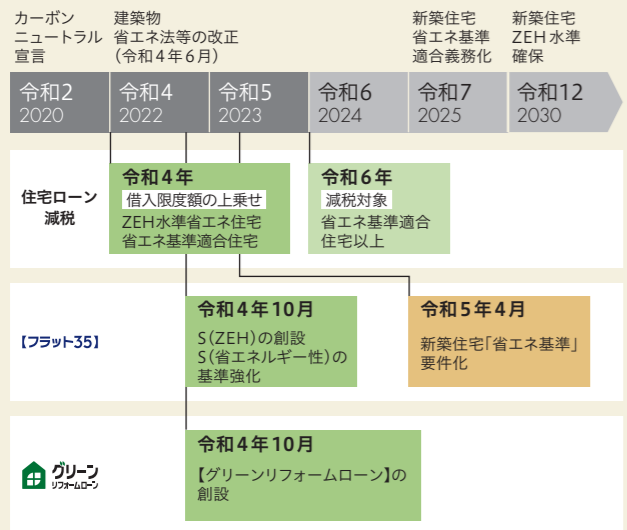 カーボン
ニュートラル
宣言
建築物
省エネ法等の改正
（令和4年6月）
新築住宅
省エネ基準
適合義務化
新築住宅
ZEH水準
確保
令和2
2020
令和4
2022
令和5
2023
令和6
2024
令和7
2025
令和12
2030
住宅ローン
減税
令和4年
借入限度額の上乗せ
ZEH水準省エネ住宅
省エネ基準適合住宅
令和6年
減税対象
省エネ基準適合
住宅以上
【フラット35】
令和4年10月
S（ZEH）の創設
S（省エネルギー性）の
基準強化
令和5年4月
新築住宅「省エネ基準」
要件化
グリーン
リフォームローン
令和4年10月
【グリーンリフォームローン】の
創設